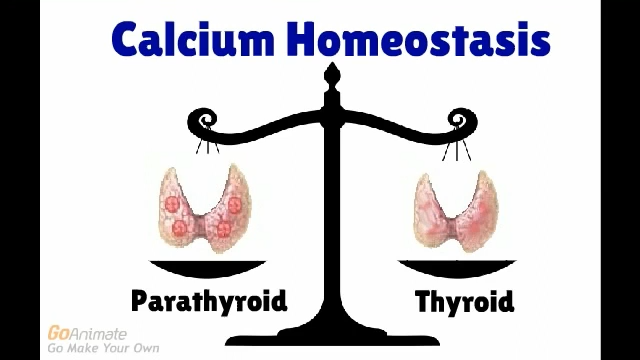 Calcium Homeostasis
Parathyroid
Thyroid
GoAnimate
Go Make Your Own